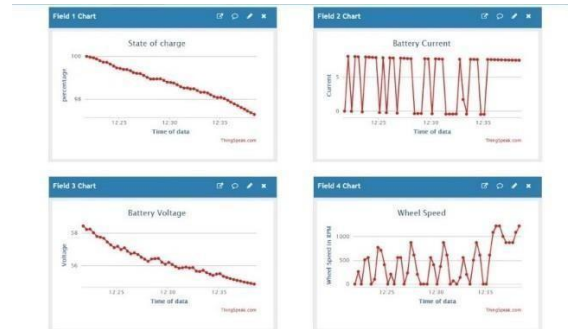 Field 1 Chart
State of charge
percentage
100
98
12:25 12:30 12:35
Time of data
ThingSpeak.com
Field 2 Chart
Battery Current
Current
5
0
12:25 12:30 12:35
Time of data
ThingSpeak.com
Field 3 Chart
Battery Voltage
Voltage
58
56
12:25 12:30 12:35
Time of data
ThingSpeak.com
Field 4 Chart
Wheel Speed
Wheel Speed in RPM
1000
500
0
12:25 12:30 12:35
Time of data
ThingSpeak.com